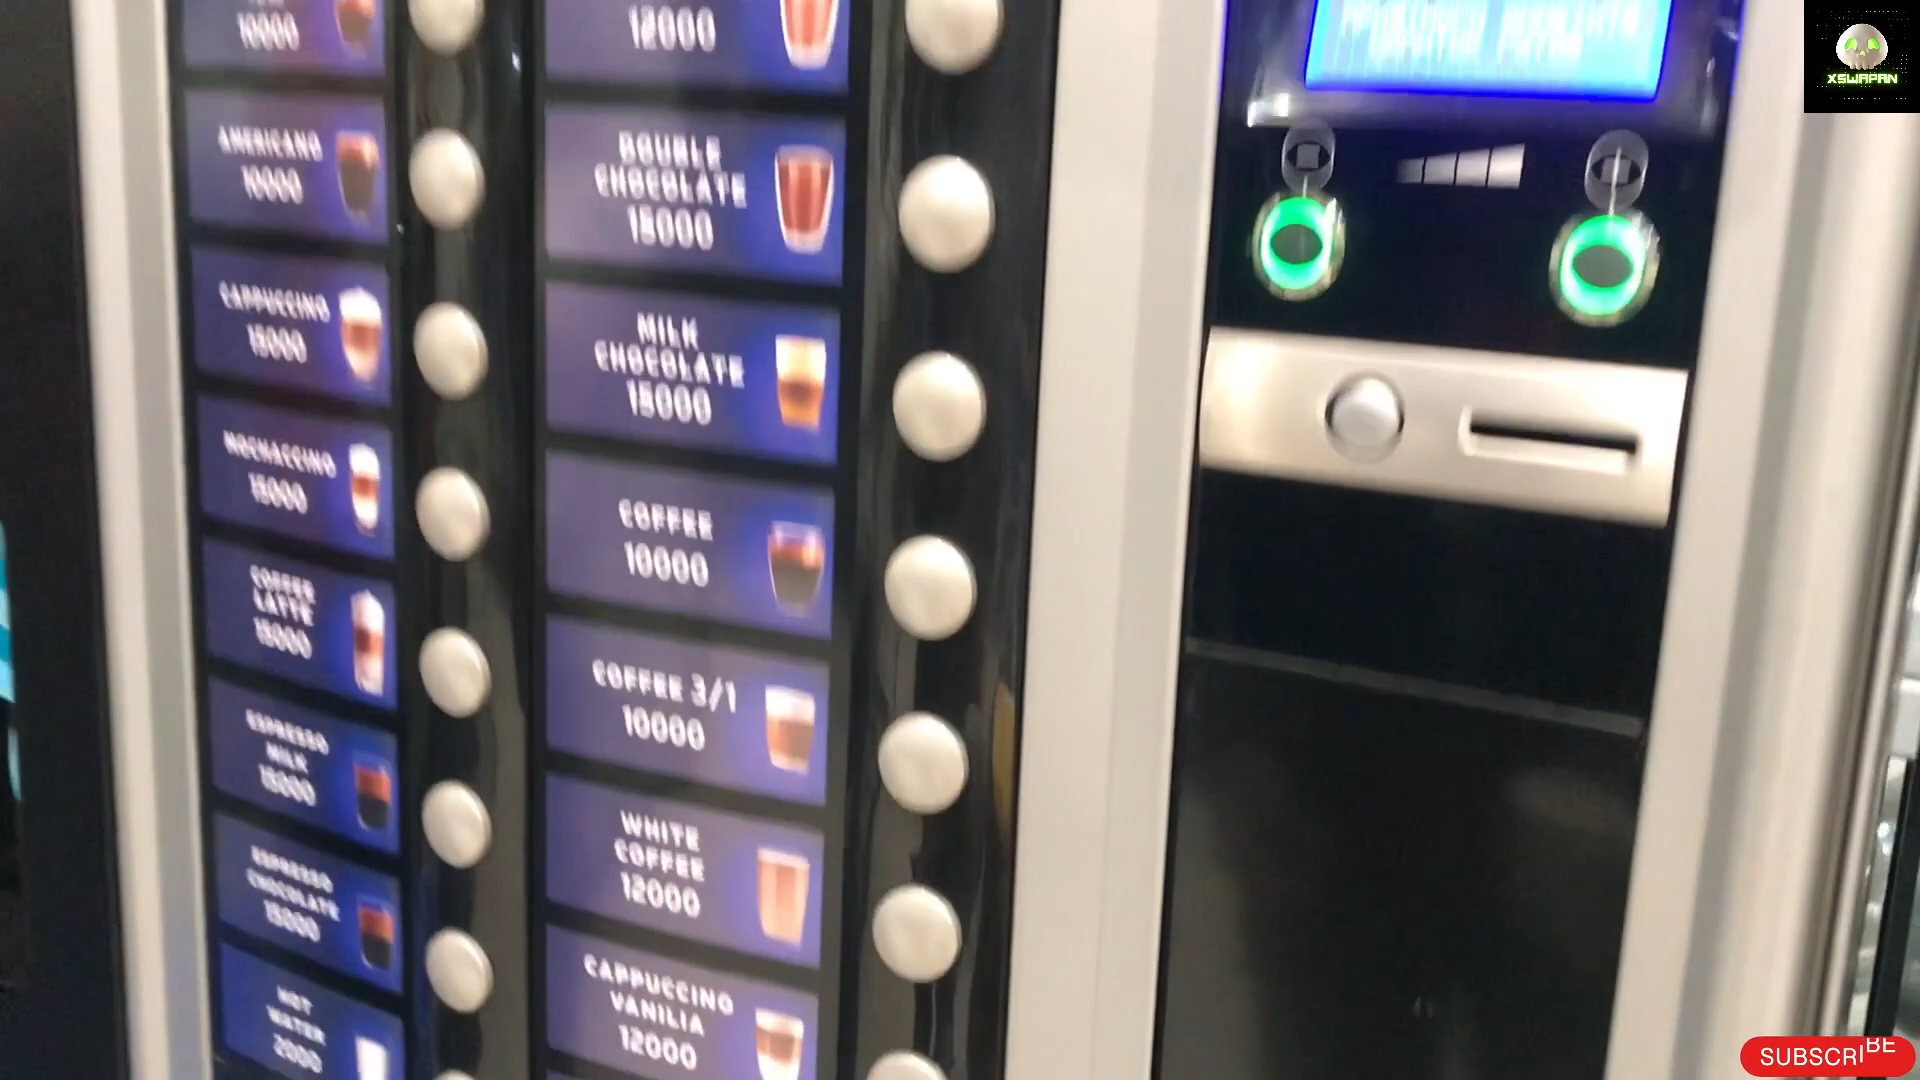 10000
AMERICANO
10000
CAPPUCCINO
15000
MOCHACCINO
15000
COFFEE
LATTE
15000
ESPRESSO
MILK
15000
ESPRESSO
CHOCOLATE
15000
HOT
WATER
2000
12000
DOUBLE
CHOCOLATE
15000
MILK
CHOCOLATE
15000
COFFEE
10000
COFFEE 3/1
10000
WHITE
COFFEE
12000
CAPPUCCINO
VANILIA
12000
XSWAPAN
SUBSCRIBE